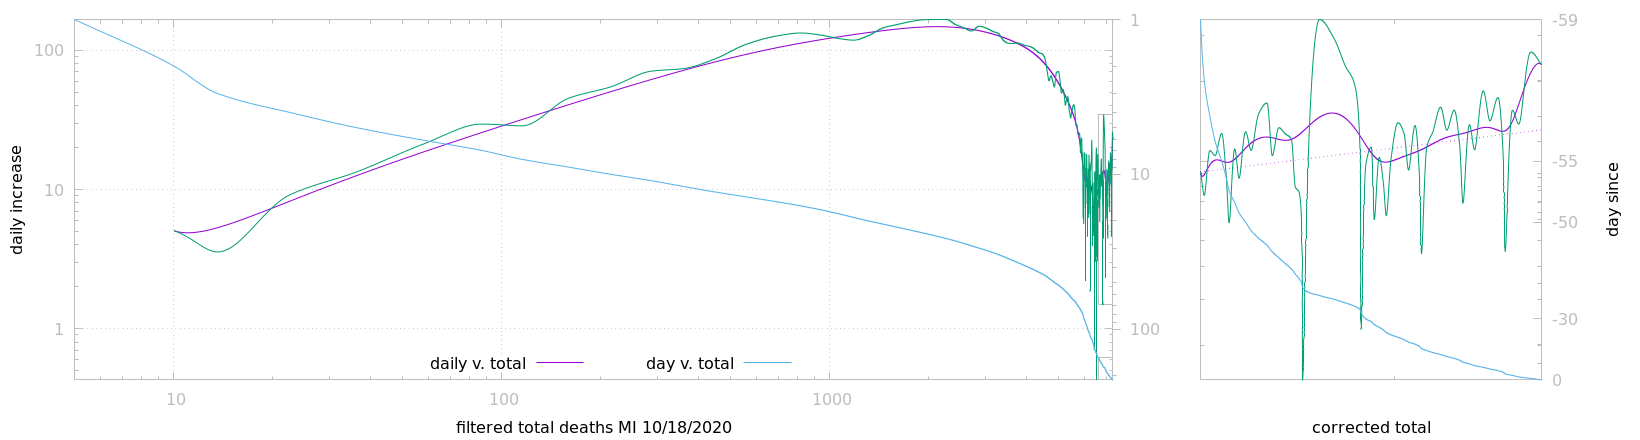 daily increase
100
10
1
1
10
100
daily v. total
day v. total
10
100
1000
filtered total deaths MI 10/18/2020
-59
-55
-50
-30
0
day since
corrected total